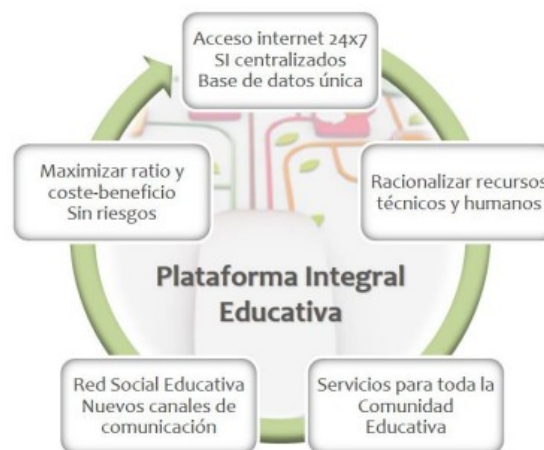 Acceso internet 24x7
SI centralizados
Base de datos única
Maximizar ratio y
coste-beneficio
Sin riesgos
Racionalizar recursos
técnicos y humanos
Plataforma Integral
Educativa
Red Social Educativa
Nuevos canales de
comunicación
Servicios para toda la
Comunidad
Educativa